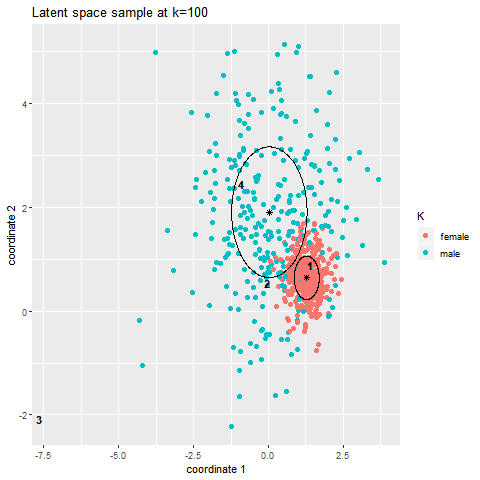 Latent space sample at k=100
4
2
0
-2
coordinate 2
4
1
2
3
-7.5
-5.0
-2.5
0.0
2.5
coordinate 1
K
female
male